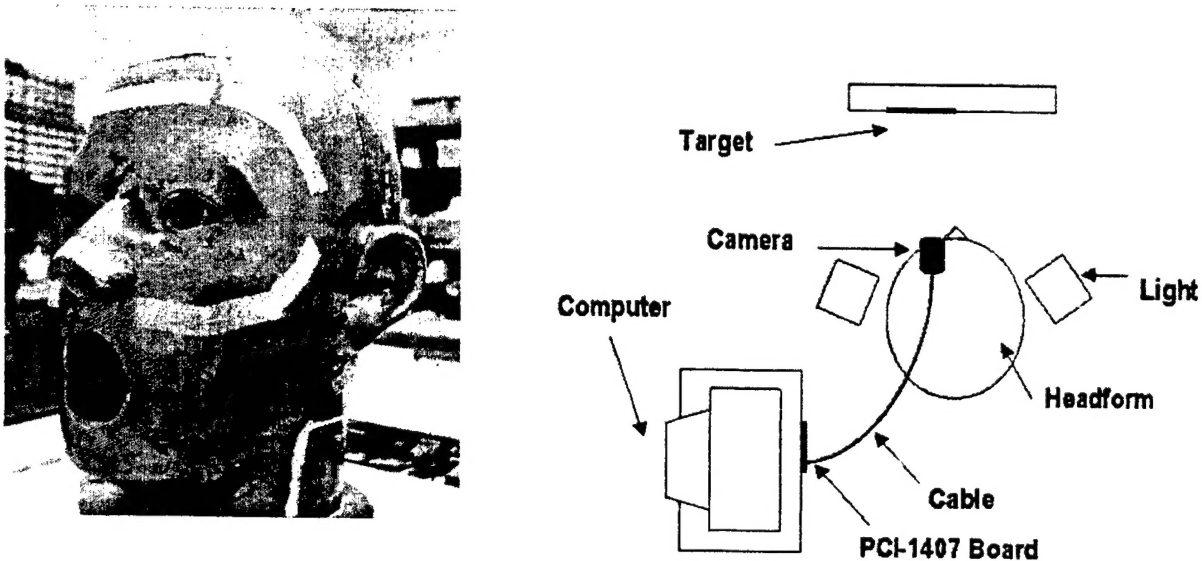 Target
Camera
Light
Computer
Headform
Cable
PCI-1407 Board